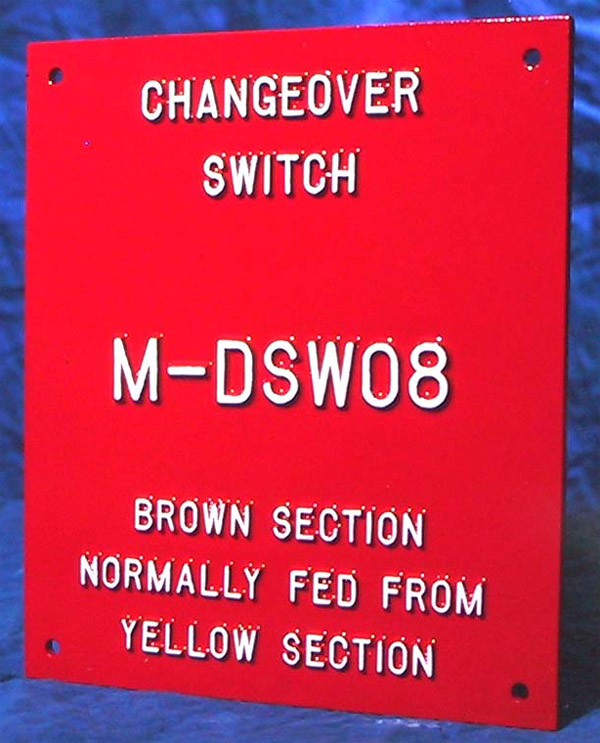 CHANGEOVER
SWITCH
M-DSW08
BROWN SECTION
NORMALLY FED FROM
YELLOW SECTION